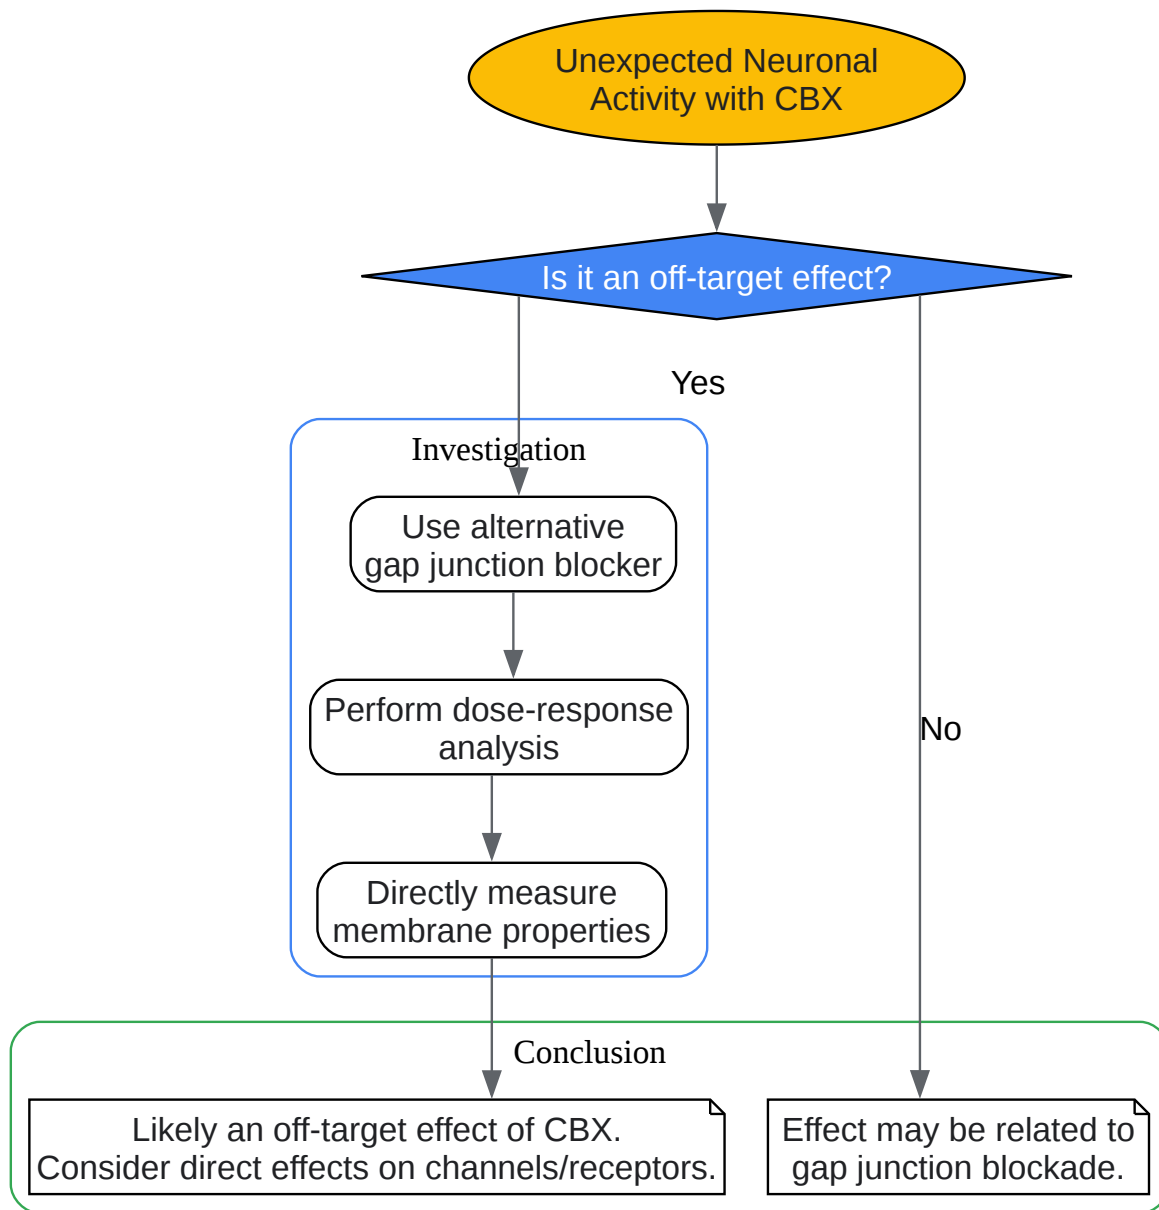 Unexpected Neuronal
Activity with CBX
Is it an off-target effect?
Yes
Investigation
Use alternative
gap junction blocker
Perform dose-response
analysis
No
Directly measure
membrane properties
Conclusion
Likely an off-target effect of CBX.
Consider direct effects on channels/receptors.
Effect may be related to
gap junction blockade.